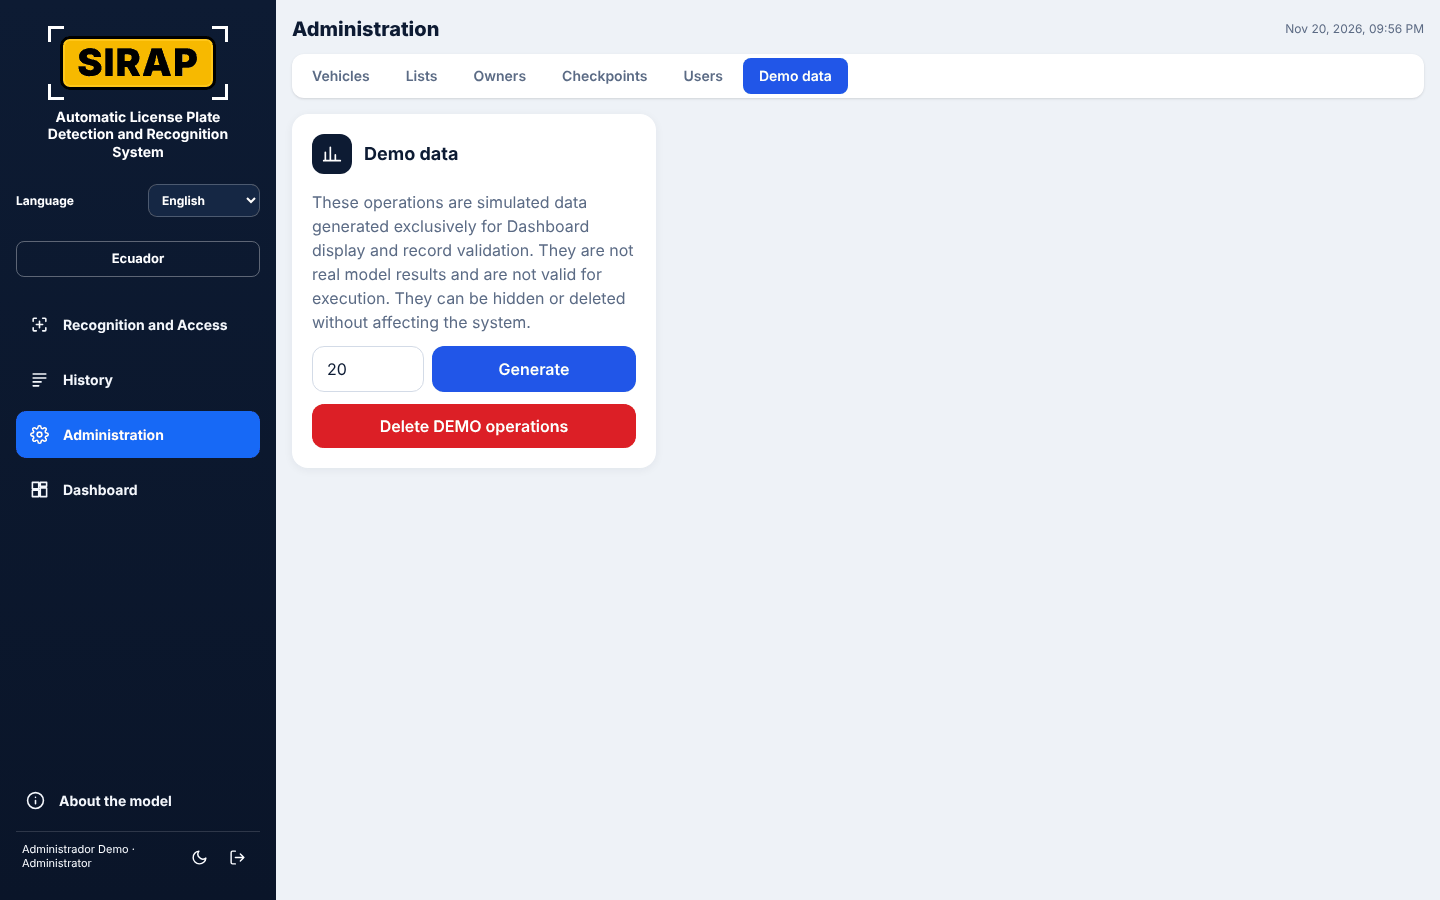 SIRAP
Automatic License Plate
Detection and Recognition
System
Language
English
Ecuador
Recognition and Access
History
Administration
Dashboard
About the model
Administrador Demo ·
Administrator
Administration
Nov 20, 2026, 09:56 PM
Vehicles
Lists
Owners
Checkpoints
Users
Demo data
Demo data
These operations are simulated data
generated exclusively for Dashboard
display and record validation. They are not
real model results and are not valid for
execution. They can be hidden or deleted
without affecting the system.
20
Generate
Delete DEMO operations